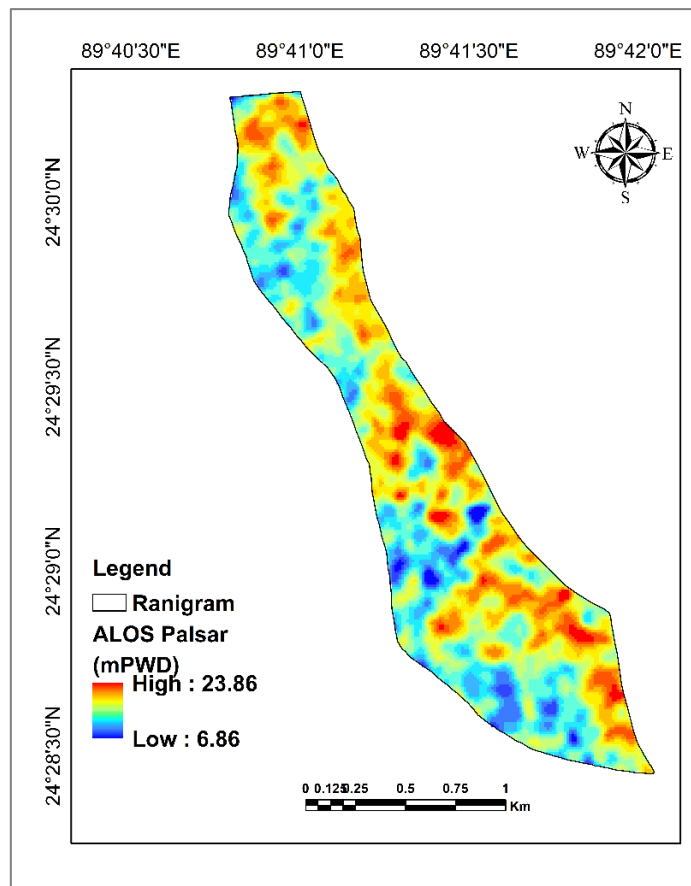 89°40'30"E 89°41'0"E 89°41'30"E 89°42'0"E
N
W E
S
24°30'0"N
24°29'30"N
24°29'0"N
24°28'30"N
Legend
Ranigram
ALOS Palsar
(mPWD)
High : 23.86
Low : 6.86
0 0.125 0.25 0.5 0.75 1
Km